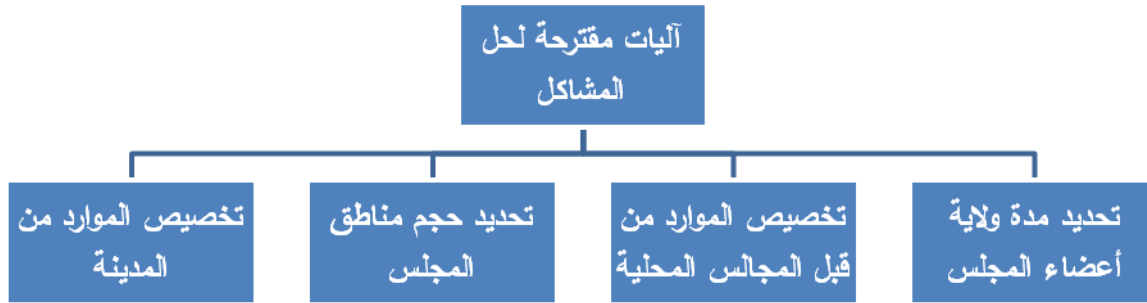 آليات مقترحة لحل
المشاكل
تحديد مدة ولاية
أعضاء المجلس
تخصيص الموارد من
قبل المجالس المحلية
تحديد حجم مناطق
المجلس
تخصيص الموارد من
المدينة